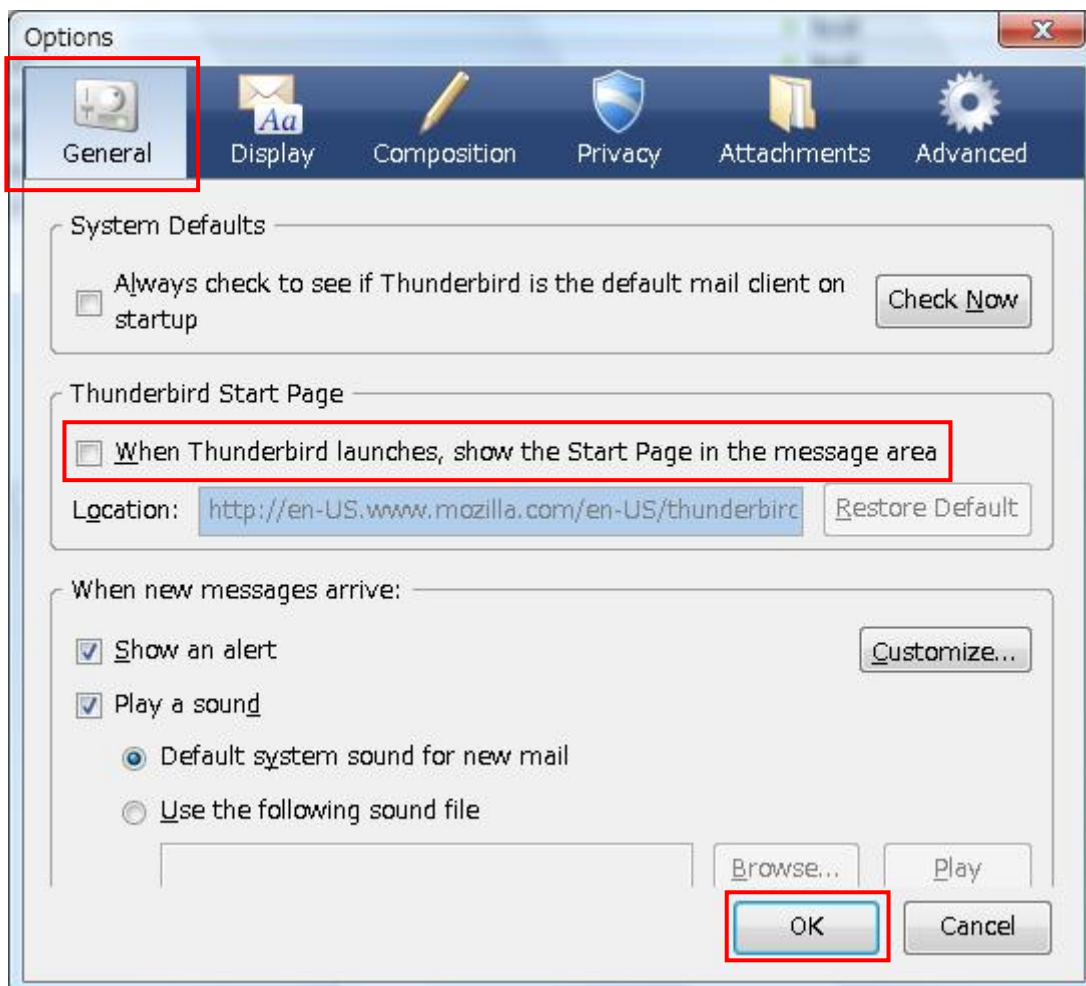 Options
General
Display
Composition
Privacy
Attachments
Advanced
System Defaults
Always check to see if Thunderbird is the default mail client on
startup
Check Now
Thunderbird Start Page
When Thunderbird launches, show the Start Page in the message area
Location:
http://en-US.www.mozilla.com/en-US/thunderbirc
Restore Default
When new messages arrive:
Show an alert
Customize...
Play a sound
Default system sound for new mail
Use the following sound file
Browse...
Play
OK
Cancel